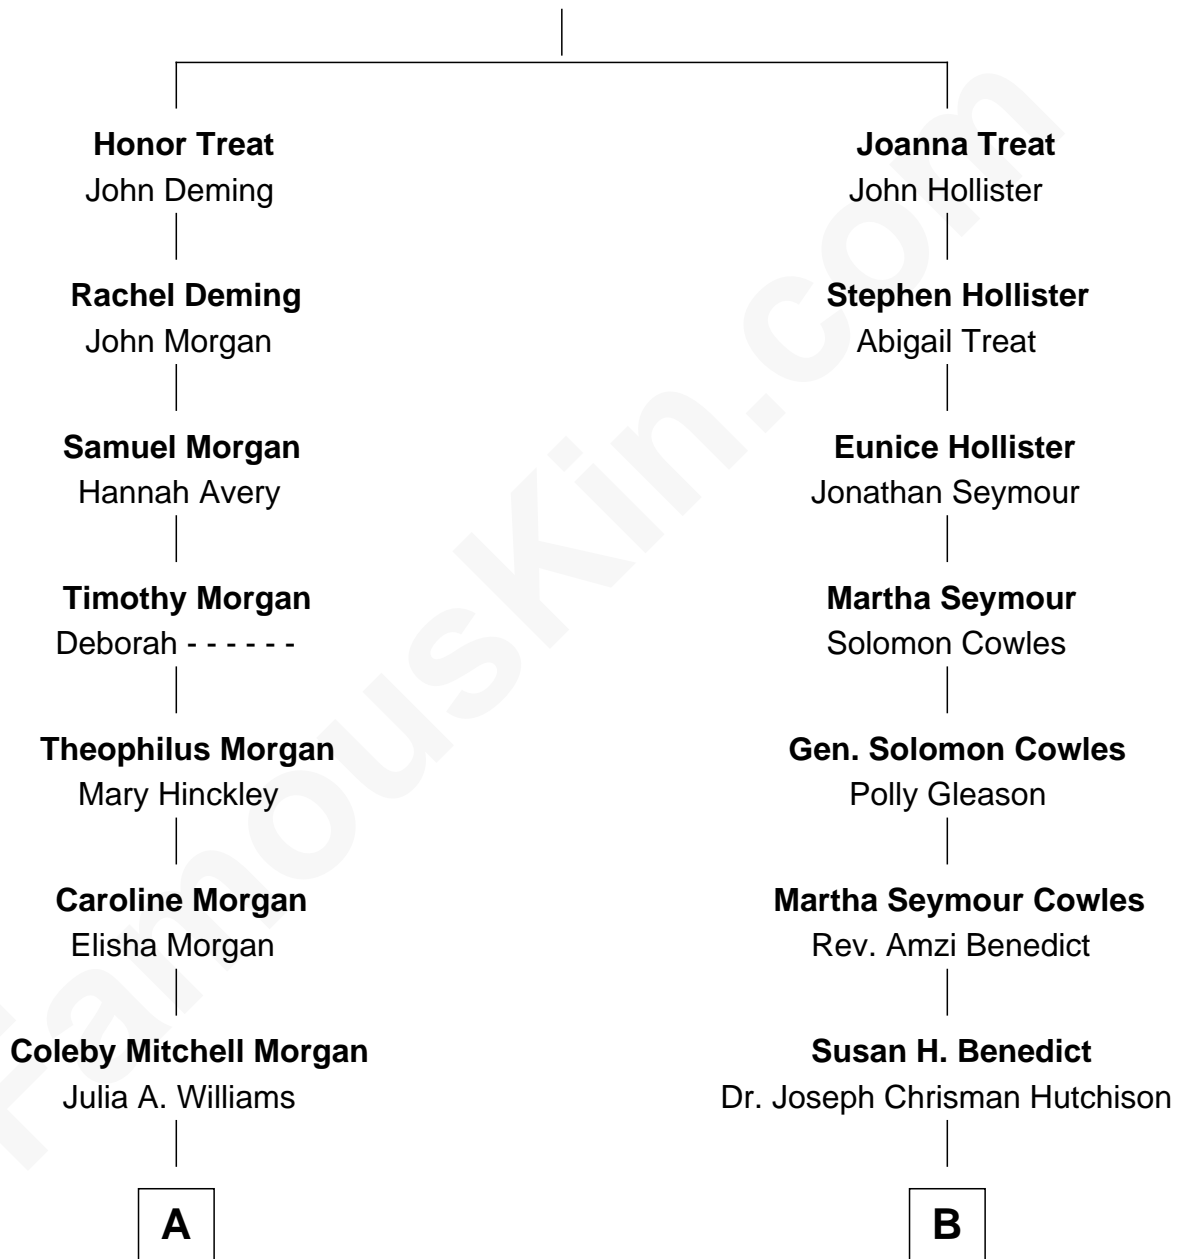 Honor Treat
John Deming
Joanna Treat
John Hollister
Rachel Deming
John Morgan
Stephen Hollister
Abigail Treat
Samuel Morgan
Hannah Avery
Eunice Hollister
Jonathan Seymour
Timothy Morgan
Deborah - - - - - -
Martha Seymour
Solomon Cowles
Theophilus Morgan
Mary Hinckley
Gen. Solomon Cowles
Polly Gleason
Caroline Morgan
Elisha Morgan
Martha Seymour Cowles
Rev. Amzi Benedict
Coleby Mitchell Morgan
Julia A. Williams
Susan H. Benedict
Dr. Joseph Chrisman Hutchison
A
B
FamousKin.com